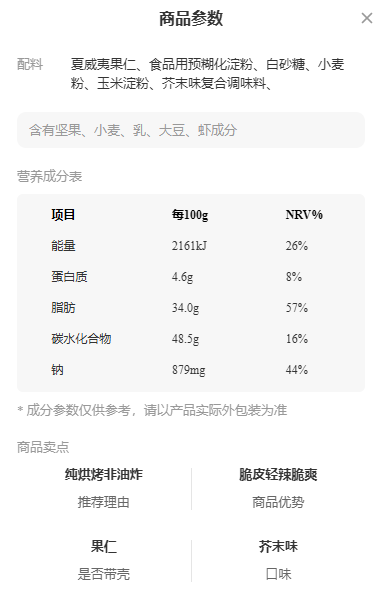 商品参数
配料 夏威夷果仁、食品用预糊化淀粉、白砂糖、小麦
粉、玉米淀粉、芥末味复合调味料、
含有坚果、小麦、乳、大豆、虾成分
营养成分表
项目 每100g NRV%
能量 2161kJ 26%
蛋白质 4.6g 8%
脂肪 34.0g 57%
碳水化合物 48.5g 16%
钠 879mg 44%
* 成分参数仅供参考，请以产品实际外包装为准
商品卖点
纯烘烤非油炸 脆皮轻辣脆爽
推荐理由 商品优势
果仁 芥末味
是否带壳 口味